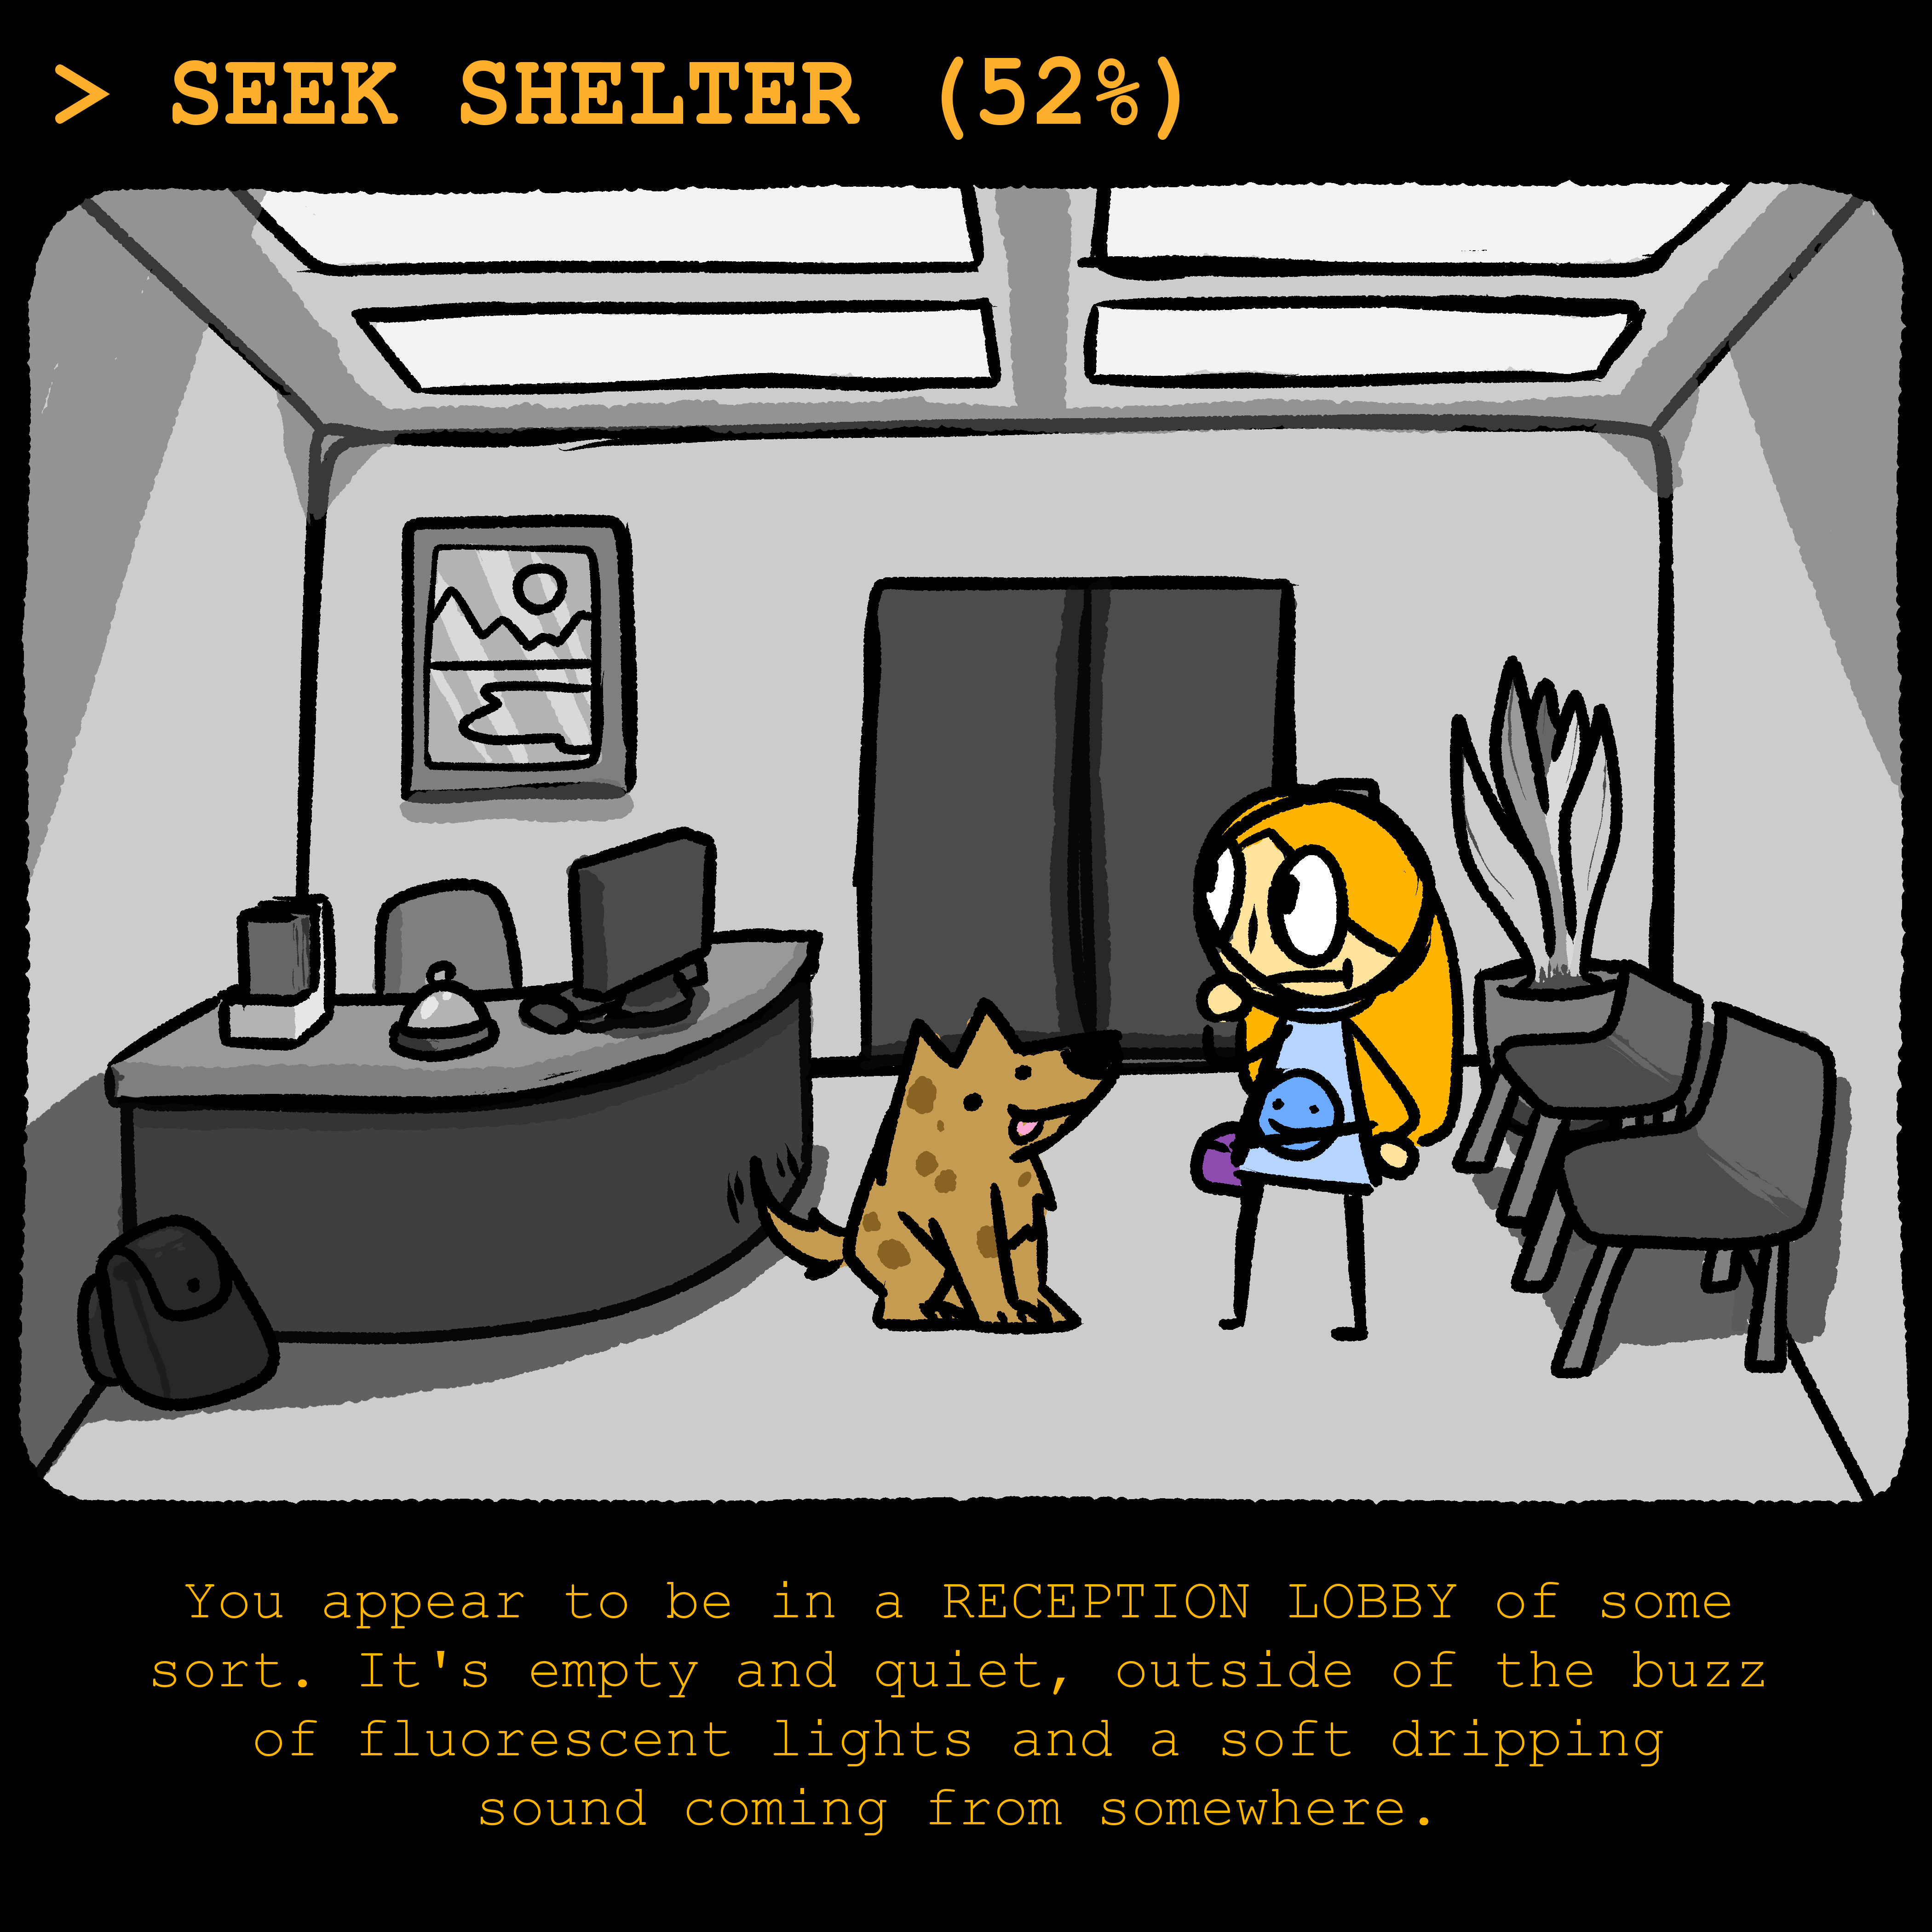 > SEEK SHELTER (52%)
You appear to be in a RECEPTION LOBBY of some
sort. It's empty and quiet, outside of the buzz
of fluorescent lights and a soft dripping
sound coming from somewhere.